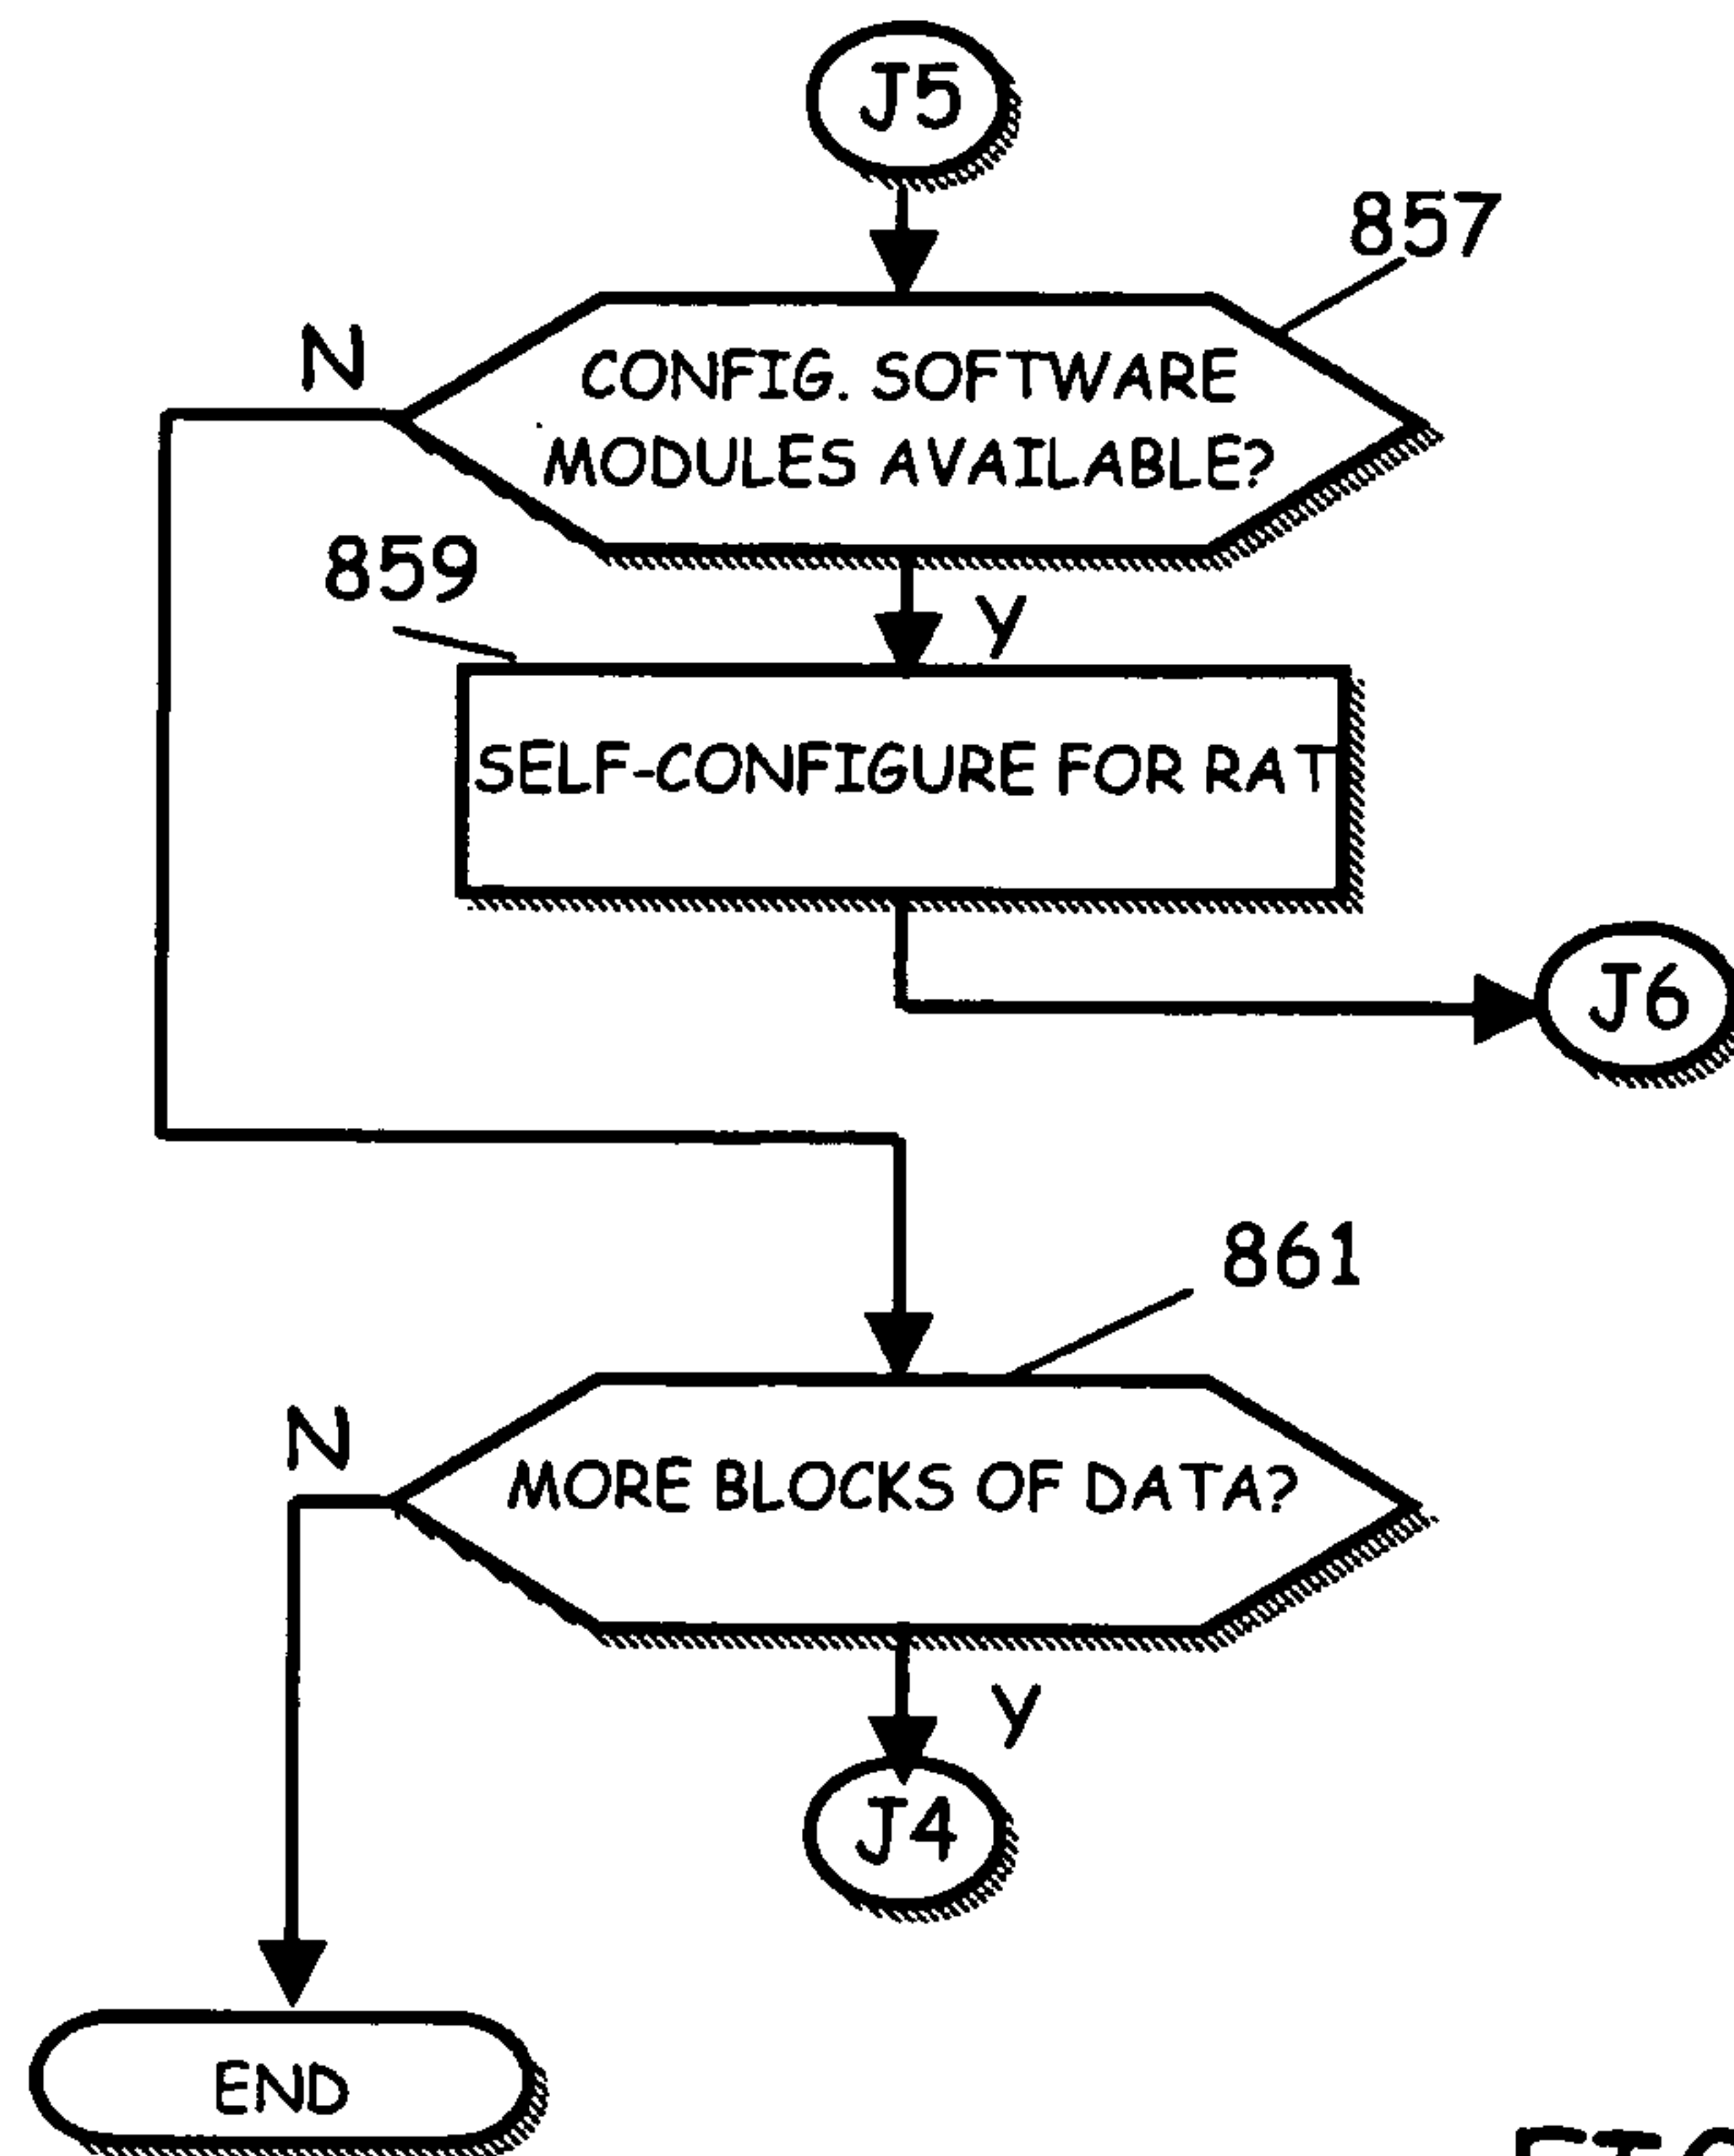 J5
857
N
CONFIG. SOFTWARE
MODULES AVAILABLE?
859
y
SELF-CONFIGURE FOR RAT
J6
861
N
MORE BLOCKS OF DATA?
y
J4
END